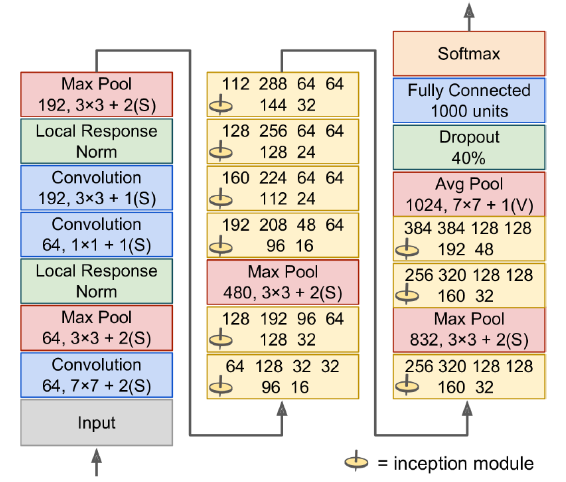 Max Pool
192, 3×3 + 2(S)
Local Response
Norm
Convolution
192, 3×3 + 1(S)
Convolution
64, 1×1 + 1(S)
Local Response
Norm
Max Pool
64, 3×3 + 2(S)
Convolution
64, 7×7 + 2(S)
Input
112 288 64 64
144 32
128 256 64 64
128 24
160 224 64 64
112 24
192 208 48 64
96 16
Max Pool
480, 3×3 + 2(S)
128 192 96 64
128 32
64 128 32 32
96 16
Softmax
Fully Connected
1000 units
Dropout
40%
Avg Pool
1024, 7×7 + 1(V)
384 384 128 128
192 48
256 320 128 128
160 32
Max Pool
832, 3×3 + 2(S)
256 320 128 128
160 32
= inception module